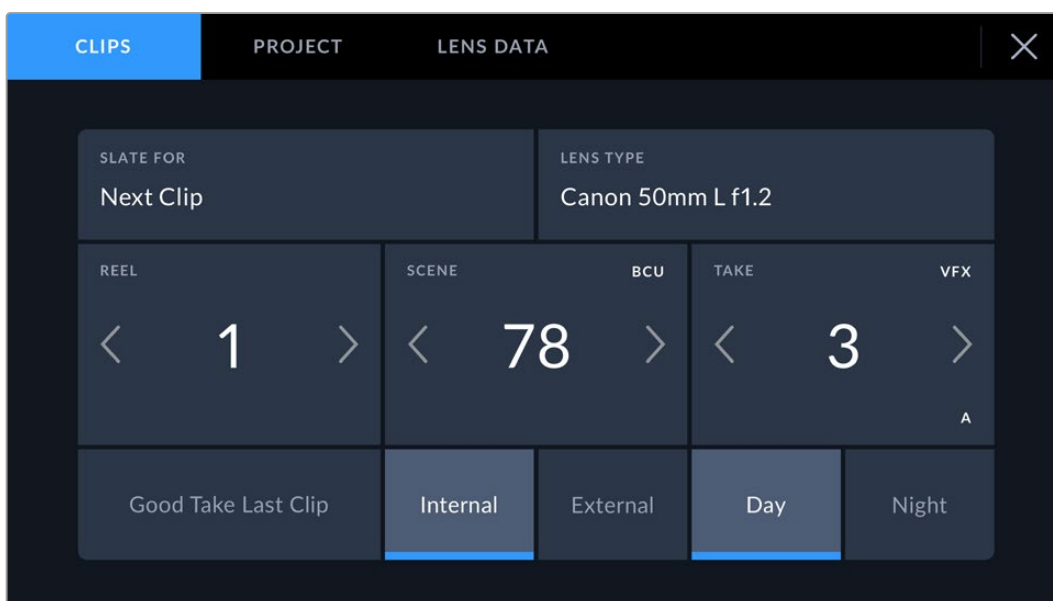 CLIPS PROJECT LENS DATA
SLATE FOR LENS TYPE
Next Clip Canon 50mm L f1.2
REEL SCENE BCU TAKE VFX
1 78 3
A
Good Take Last Clip Internal External Day Night